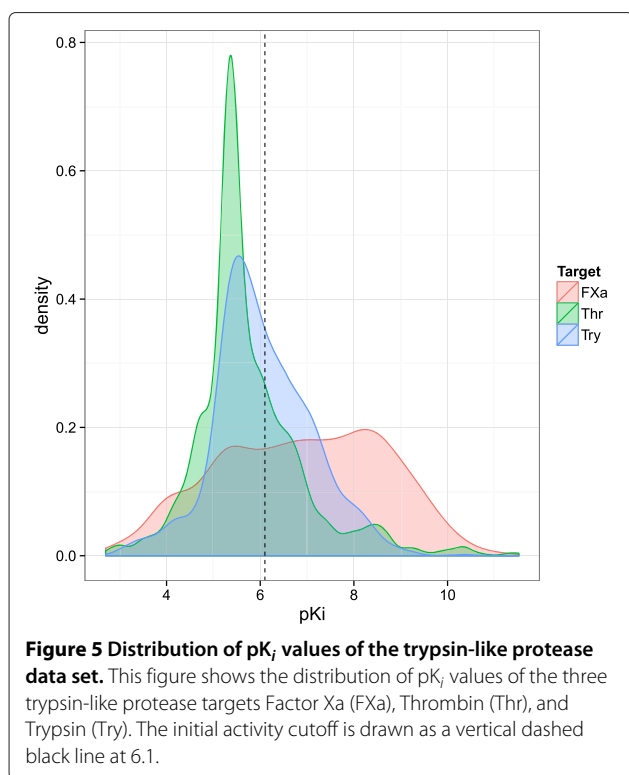 0.8
0.6
0.4
0.2
0.0
density
4 6 8 10
pKi
Target
FXa
Thr
Try
Figure 5 Distribution of pKi values of the trypsin-like protease
data set. This figure shows the distribution of pKi values of the three
trypsin-like protease targets Factor Xa (FXa), Thrombin (Thr), and
Trypsin (Try). The initial activity cutoff is drawn as a vertical dashed
black line at 6.1.